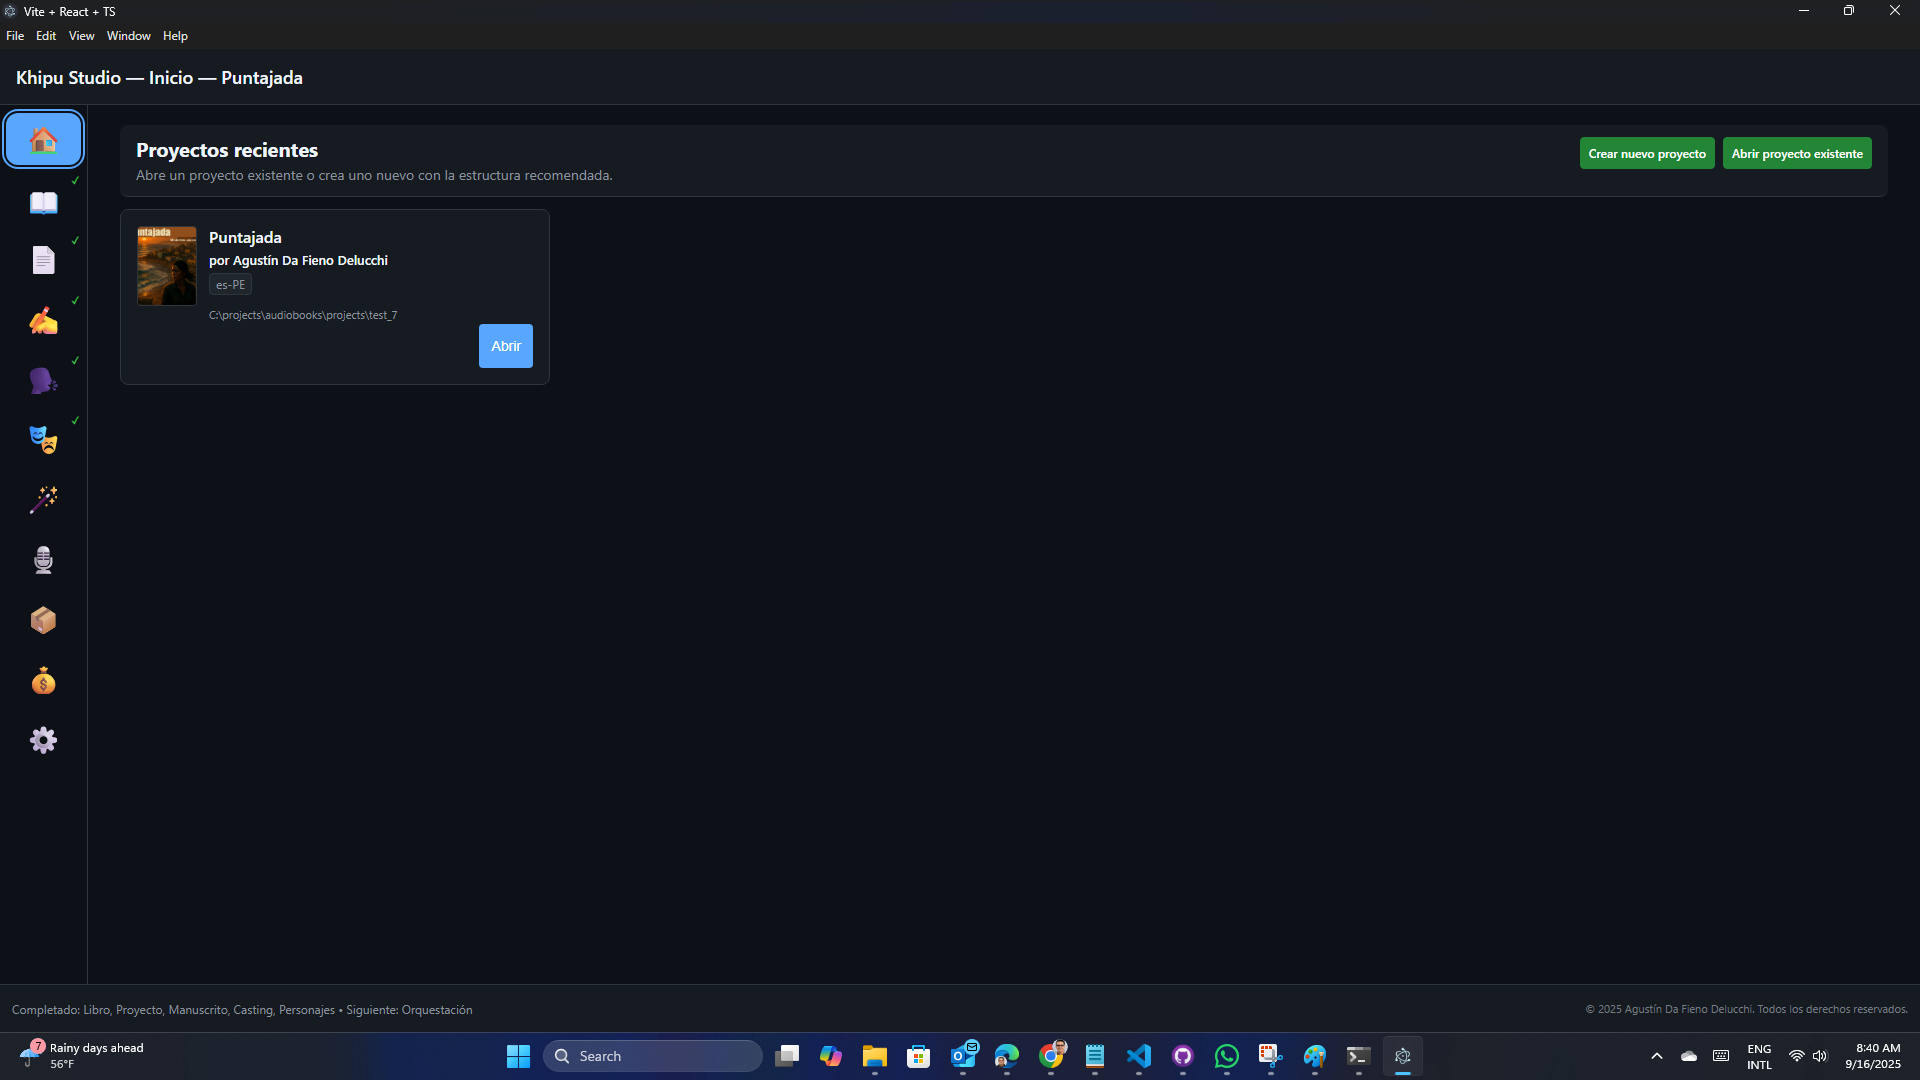 Vite + React + TS
File Edit View Window Help
Khipu Studio — Inicio — Puntajada
Proyectos recientes
Abre un proyecto existente o crea uno nuevo con la estructura recomendada.
Crear nuevo proyecto
Abrir proyecto existente
ntajada
Puntajada
por Agustín Da Fieno Delucchi
es-PE
C:\projects\audiobooks\projects\test_7
Abrir
Completado: Libro, Proyecto, Manuscrito, Casting, Personajes • Siguiente: Orquestación
© 2025 Agustín Da Fieno Delucchi. Todos los derechos reservados.
7
Rainy days ahead
56°F
Search
ENG
INTL
8:40 AM
9/16/2025